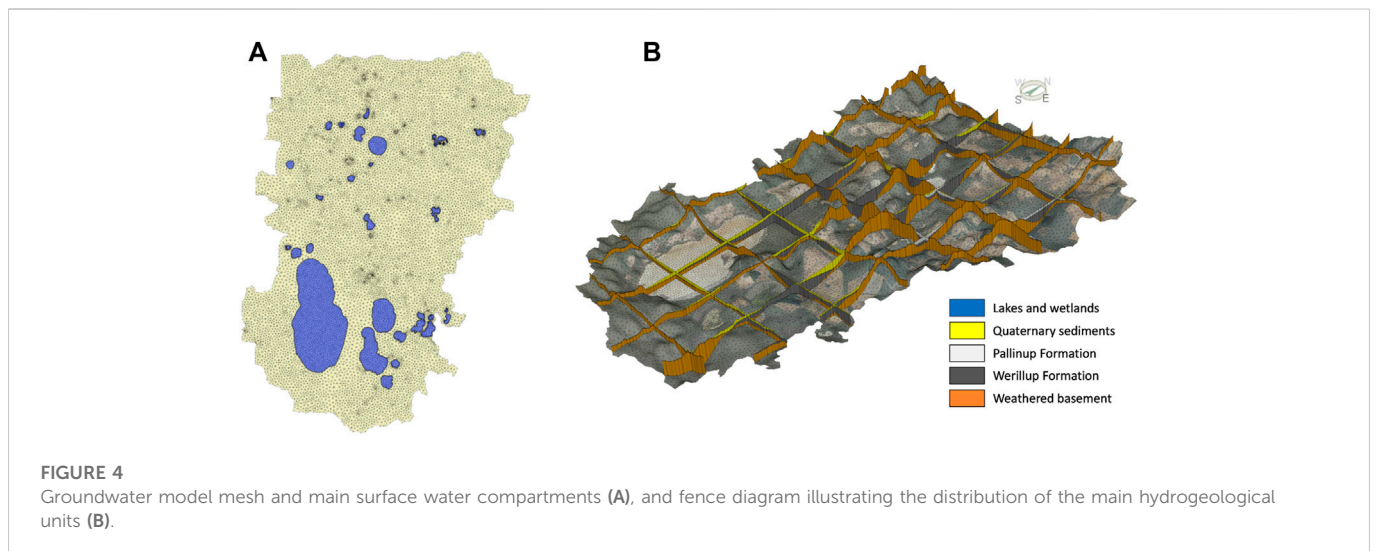 A
B
W N
S E
Lakes and wetlands
Quaternary sediments
Pallinup Formation
Werillup Formation
Weathered basement
FIGURE 4
Groundwater model mesh and main surface water compartments (A), and fence diagram illustrating the distribution of the main hydrogeological
units (B).